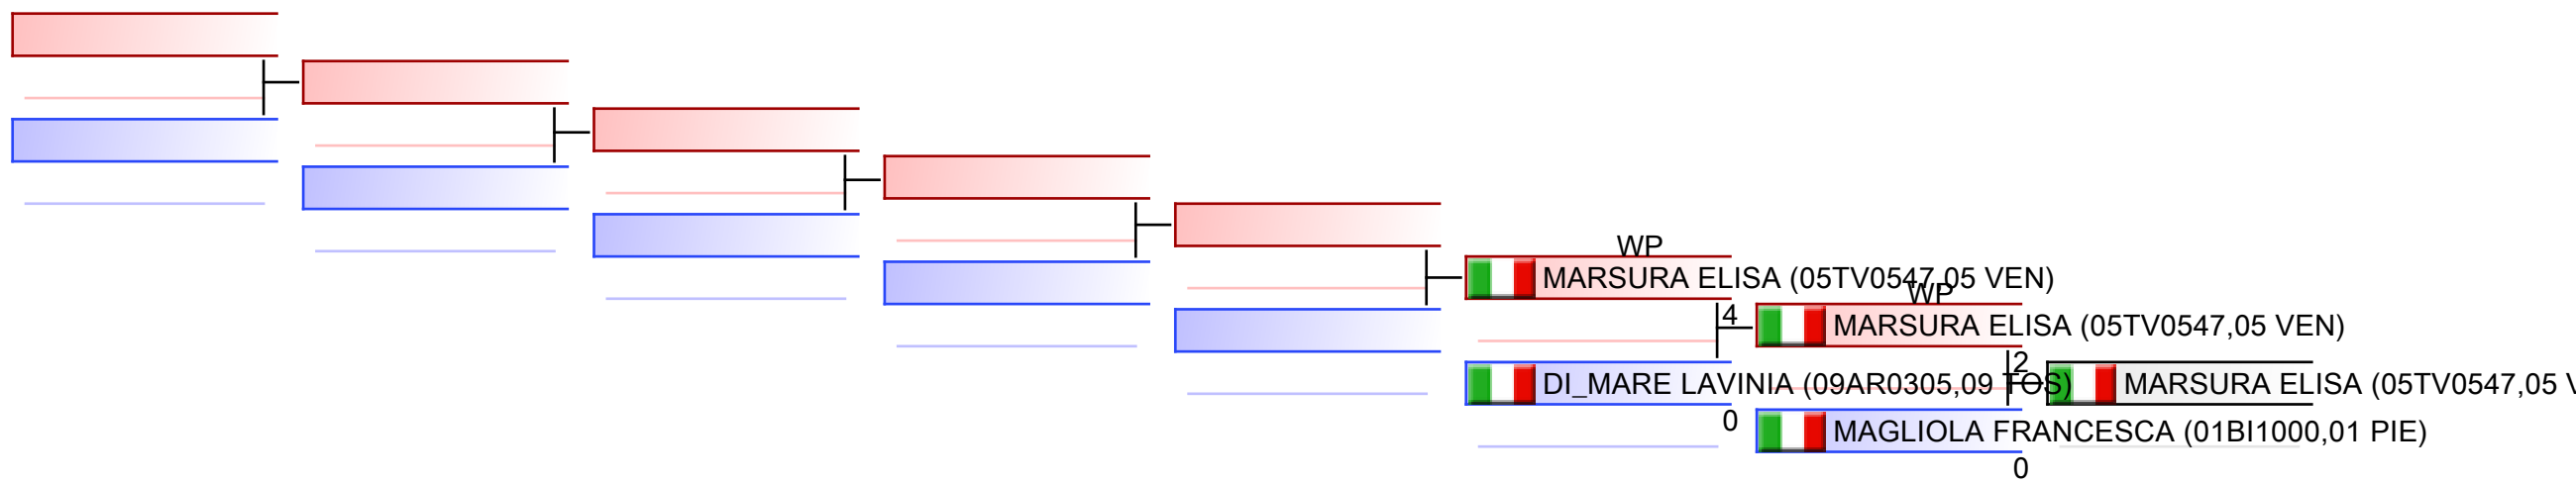 WP
MARSURA ELISA (05TV0547,05 VEN)
WP
4
MARSURA ELISA (05TV0547,05 VEN)
2
DI_MARE LAVINIA (09AR0305,09 TOS)
MARSURA ELISA (05TV0547,05 V
0
MAGLIOLA FRANCESCA (01BI1000,01 PIE)
0